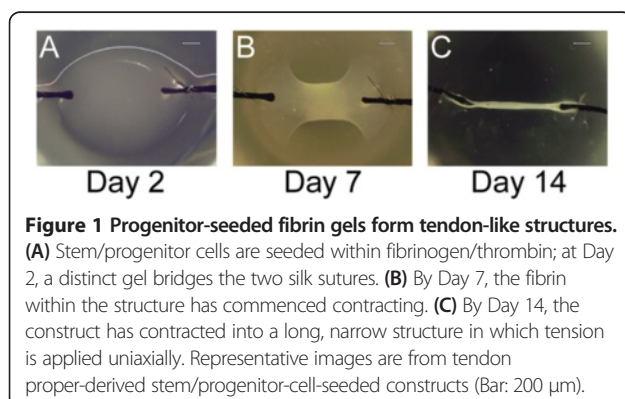 A B C
Day 2 Day 7 Day 14
Figure 1 Progenitor-seeded fibrin gels form tendon-like structures.
(A) Stem/progenitor cells are seeded within fibrinogen/thrombin; at Day
2, a distinct gel bridges the two silk sutures. (B) By Day 7, the fibrin
within the structure has commenced contracting. (C) By Day 14, the
construct has contracted into a long, narrow structure in which tension
is applied uniaxially. Representative images are from tendon
proper-derived stem/progenitor-cell-seeded constructs (Bar: 200 μm).